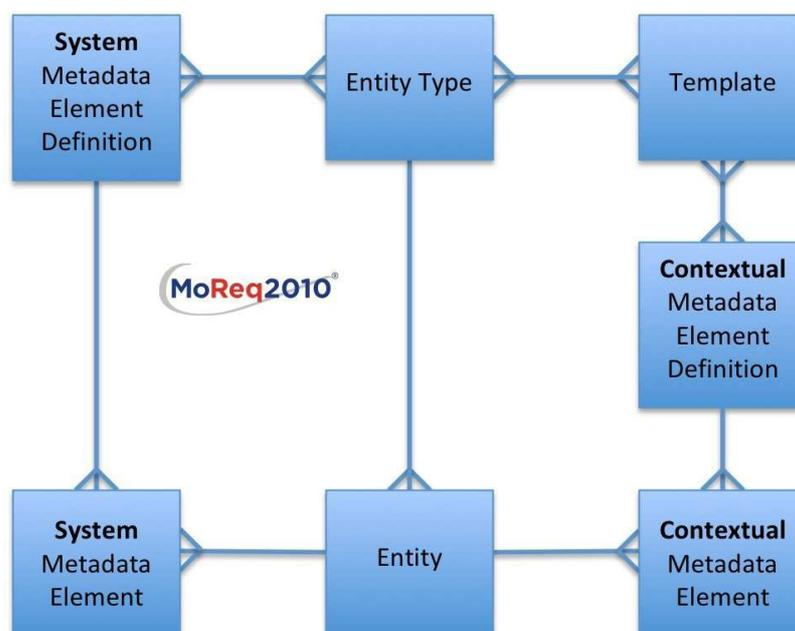 System
Metadata
Element
Definition
Entity Type
Template
Contextual
Metadata
Element
Definition
MoReq2010®
System
Metadata
Element
Entity
Contextual
Metadata
Element